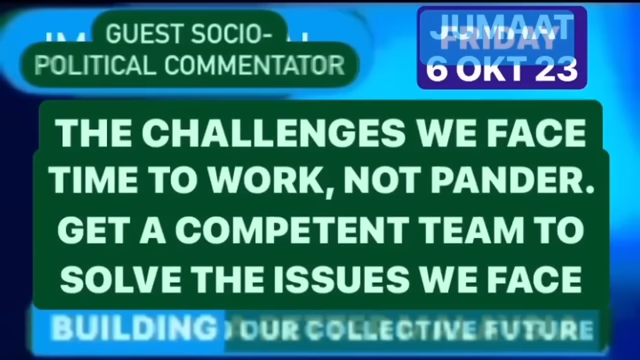 GUEST SOCIO-
POLITICAL COMMENTATOR
JUMAAT
FRIDAY
6 OKT 23
THE CHALLENGES WE FACE
TIME TO WORK, NOT PANDER.
GET A COMPETENT TEAM TO
SOLVE THE ISSUES WE FACE
BUILDING OUR COLLECTIVE FUTURE